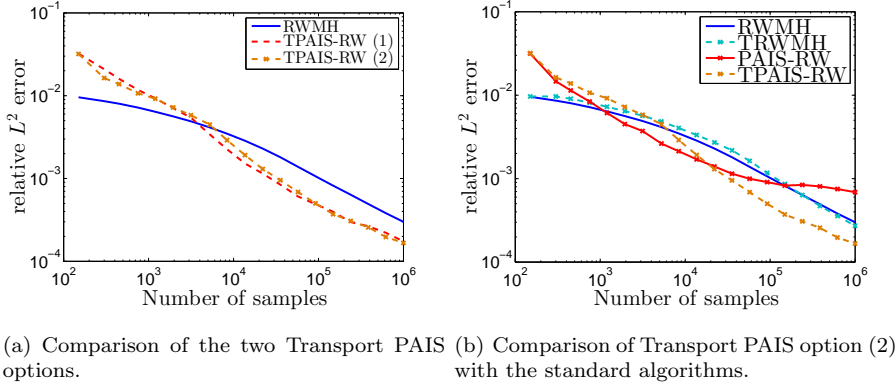 10^-1
10^-2
10^-3
10^-4
relative L^2 error
10^2 10^3 10^4 10^5 10^6
Number of samples
RWMH
TPAIS-RW (1)
TPAIS-RW (2)
(a) Comparison of the two Transport PAIS
options.
10^-1
10^-2
10^-3
10^-4
relative L^2 error
10^2 10^3 10^4 10^5 10^6
Number of samples
RWMH
TRWMH
PAIS-RW
TPAIS-RW
(b) Comparison of Transport PAIS option (2)
with the standard algorithms.